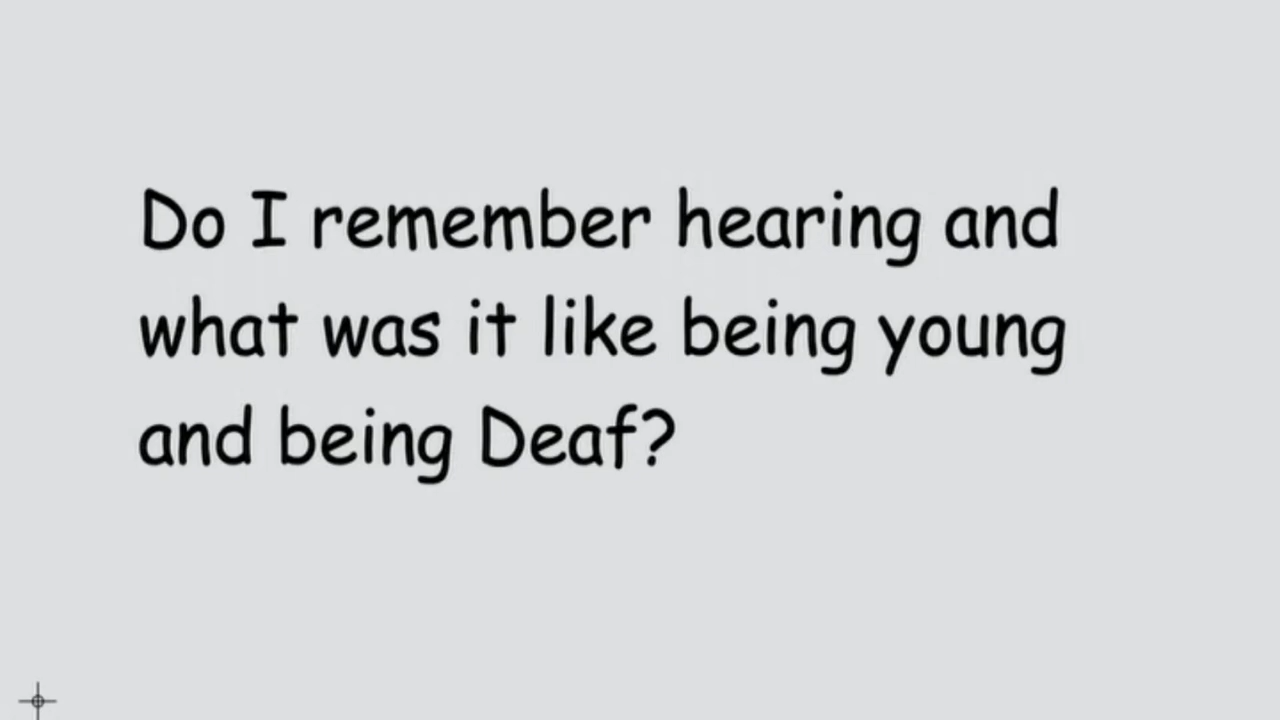 Do I remember hearing and
what was it like being young
and being Deaf?